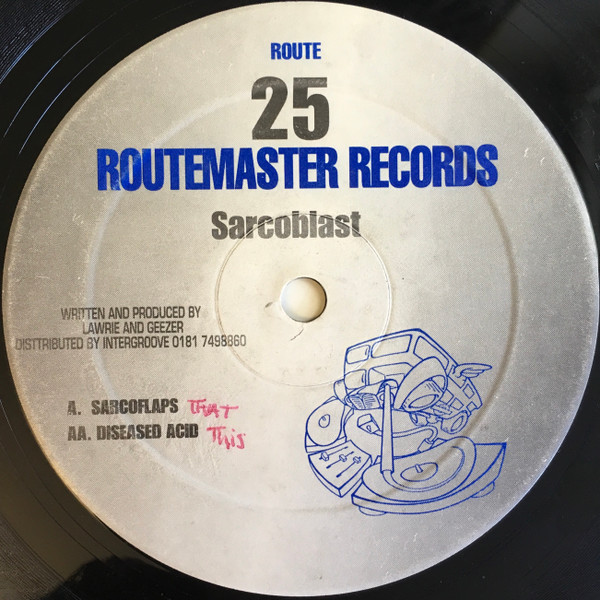 ROUTE
25
ROUTEMASTER RECORDS
Sarcoblast
WRITTEN AND PRODUCED BY
LAWRIE AND GEEZER
DISTTRIBUTED BY INTERGROOVE 0181 7498860
A. SARCOFLAPS THAT
AA. DISEASED ACID THIS